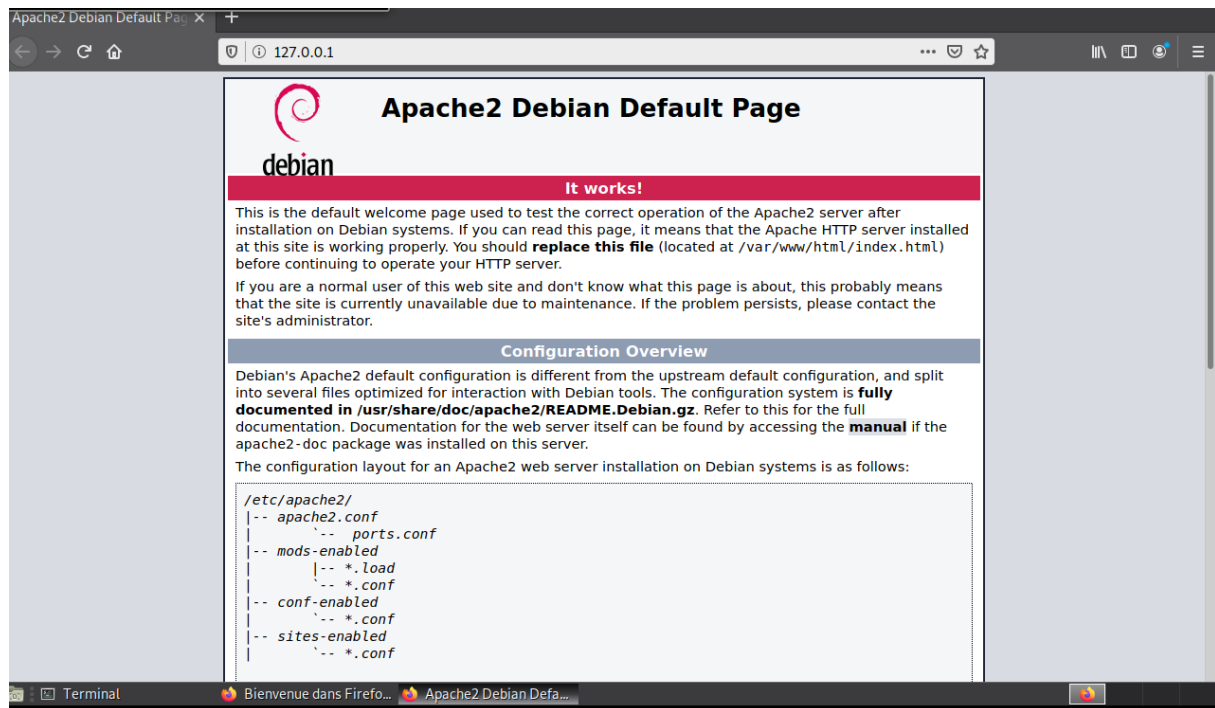 Apache2 Debian Default Pag
127.0.0.1
Apache2 Debian Default Page
debian
It works!
This is the default welcome page used to test the correct operation of the Apache2 server after
installation on Debian systems. If you can read this page, it means that the Apache HTTP server installed
at this site is working properly. You should replace this file (located at /var/www/html/index.html)
before continuing to operate your HTTP server.
If you are a normal user of this web site and don't know what this page is about, this probably means
that the site is currently unavailable due to maintenance. If the problem persists, please contact the
site's administrator.
Configuration Overview
Debian's Apache2 default configuration is different from the upstream default configuration, and split
into several files optimized for interaction with Debian tools. The configuration system is fully
documented in /usr/share/doc/apache2/README.Debian.gz. Refer to this for the full
documentation. Documentation for the web server itself can be found by accessing the manual if the
apache2-doc package was installed on this server.
The configuration layout for an Apache2 web server installation on Debian systems is as follows:
/etc/apache2/
|-- apache2.conf
|       `--  ports.conf
|-- mods-enabled
|       |-- *.load
|       `-- *.conf
|-- conf-enabled
|       `-- *.conf
|-- sites-enabled
|       `-- *.conf
Terminal
Bienvenue dans Firefo...
Apache2 Debian Defa...